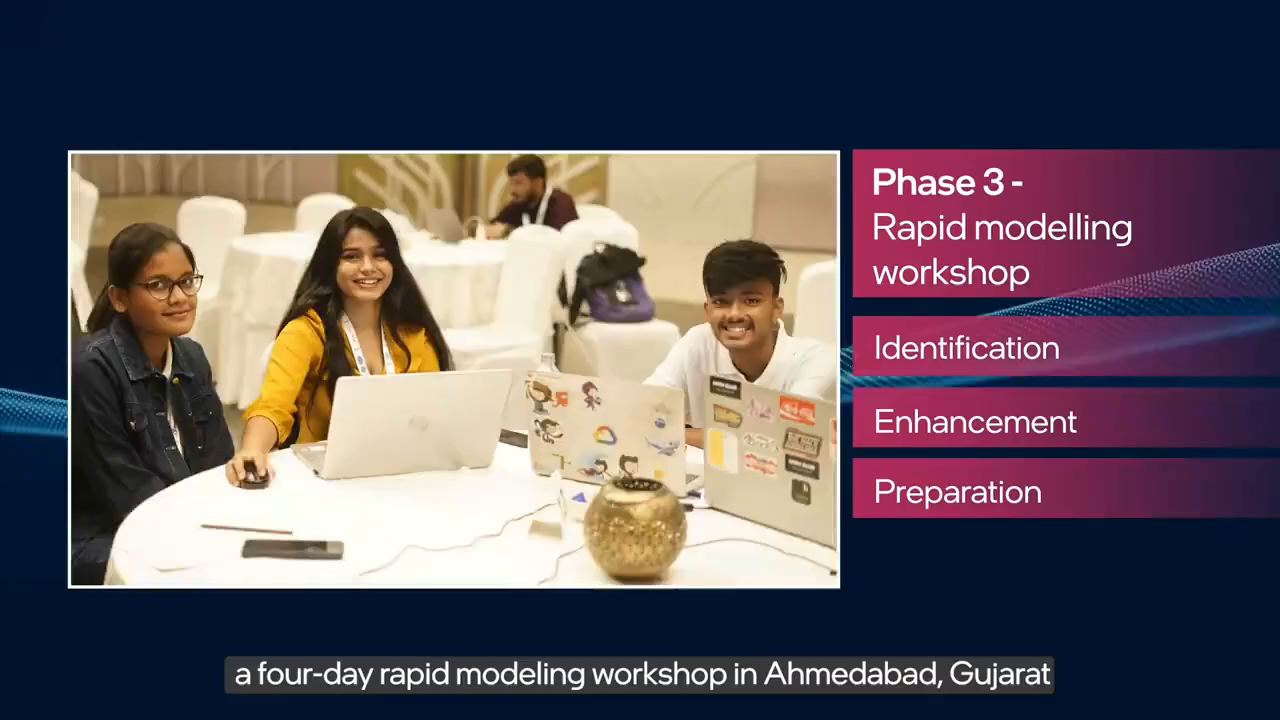 Phase 3 -
Rapid modelling
workshop
Identification
Enhancement
Preparation
a four-day rapid modeling workshop in Ahmedabad, Gujarat